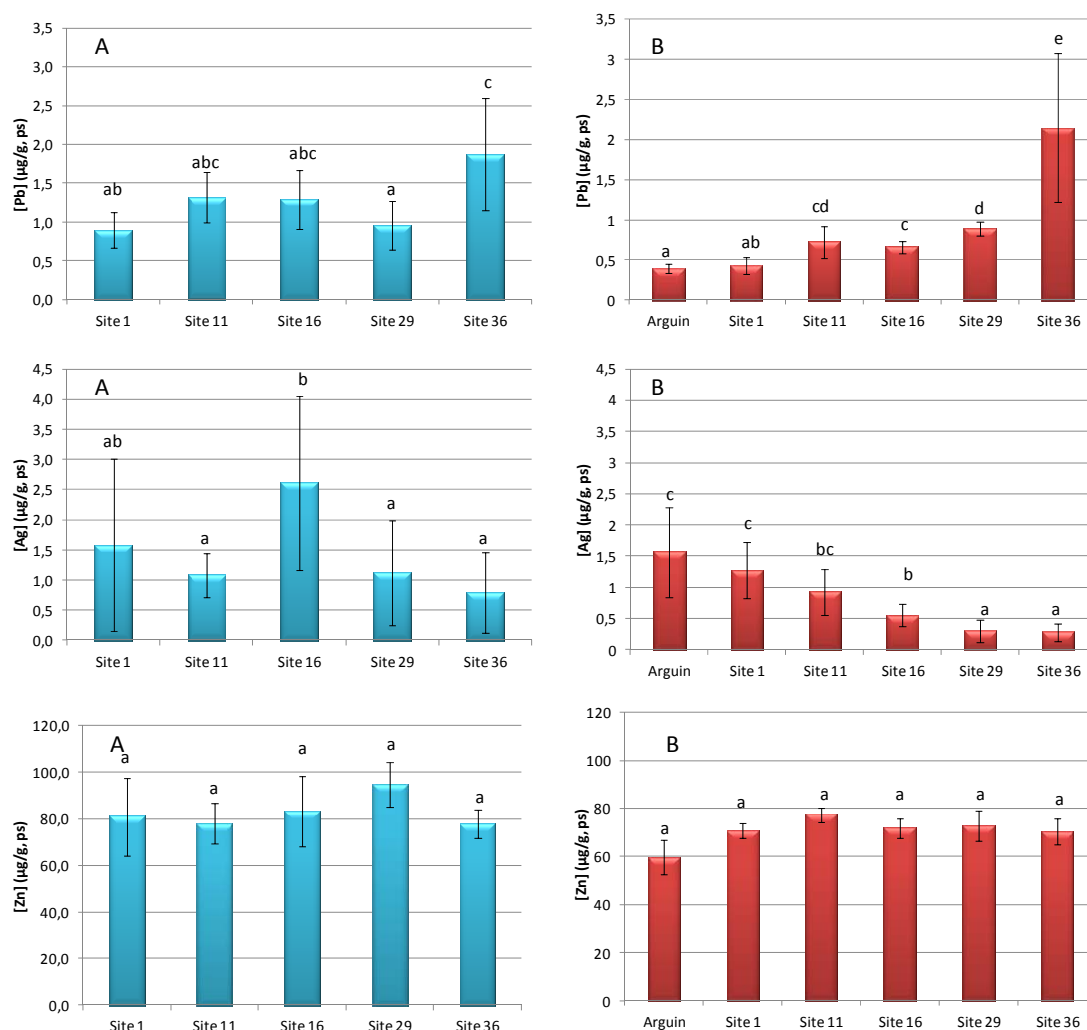 A
[Pb] (µg/g, ps)
3,5
3,0
2,5
2,0
1,5
1,0
0,5
0,0
ab
abc
abc
a
c
Site 1
Site 11
Site 16
Site 29
Site 36
B
[Pb] (µg/g, ps)
3,5
3
2,5
2
1,5
1
0,5
0
a
ab
cd
c
d
e
Arguin
Site 1
Site 11
Site 16
Site 29
Site 36
A
[Ag] (µg/g, ps)
4,5
4,0
3,5
3,0
2,5
2,0
1,5
1,0
0,5
0,0
ab
a
b
a
a
Site 1
Site 11
Site 16
Site 29
Site 36
B
[Ag] (µg/g, ps)
4,5
4
3,5
3
2,5
2
1,5
1
0,5
0
c
c
bc
b
a
a
Arguin
Site 1
Site 11
Site 16
Site 29
Site 36
A
[Zn] (µg/g, ps)
120,0
100,0
80,0
60,0
40,0
20,0
0,0
a
a
a
a
a
Site 1
Site 11
Site 16
Site 29
Site 36
B
[Zn] (µg/g, ps)
120
100
80
60
40
20
0
a
a
a
a
a
a
Arguin
Site 1
Site 11
Site 16
Site 29
Site 36